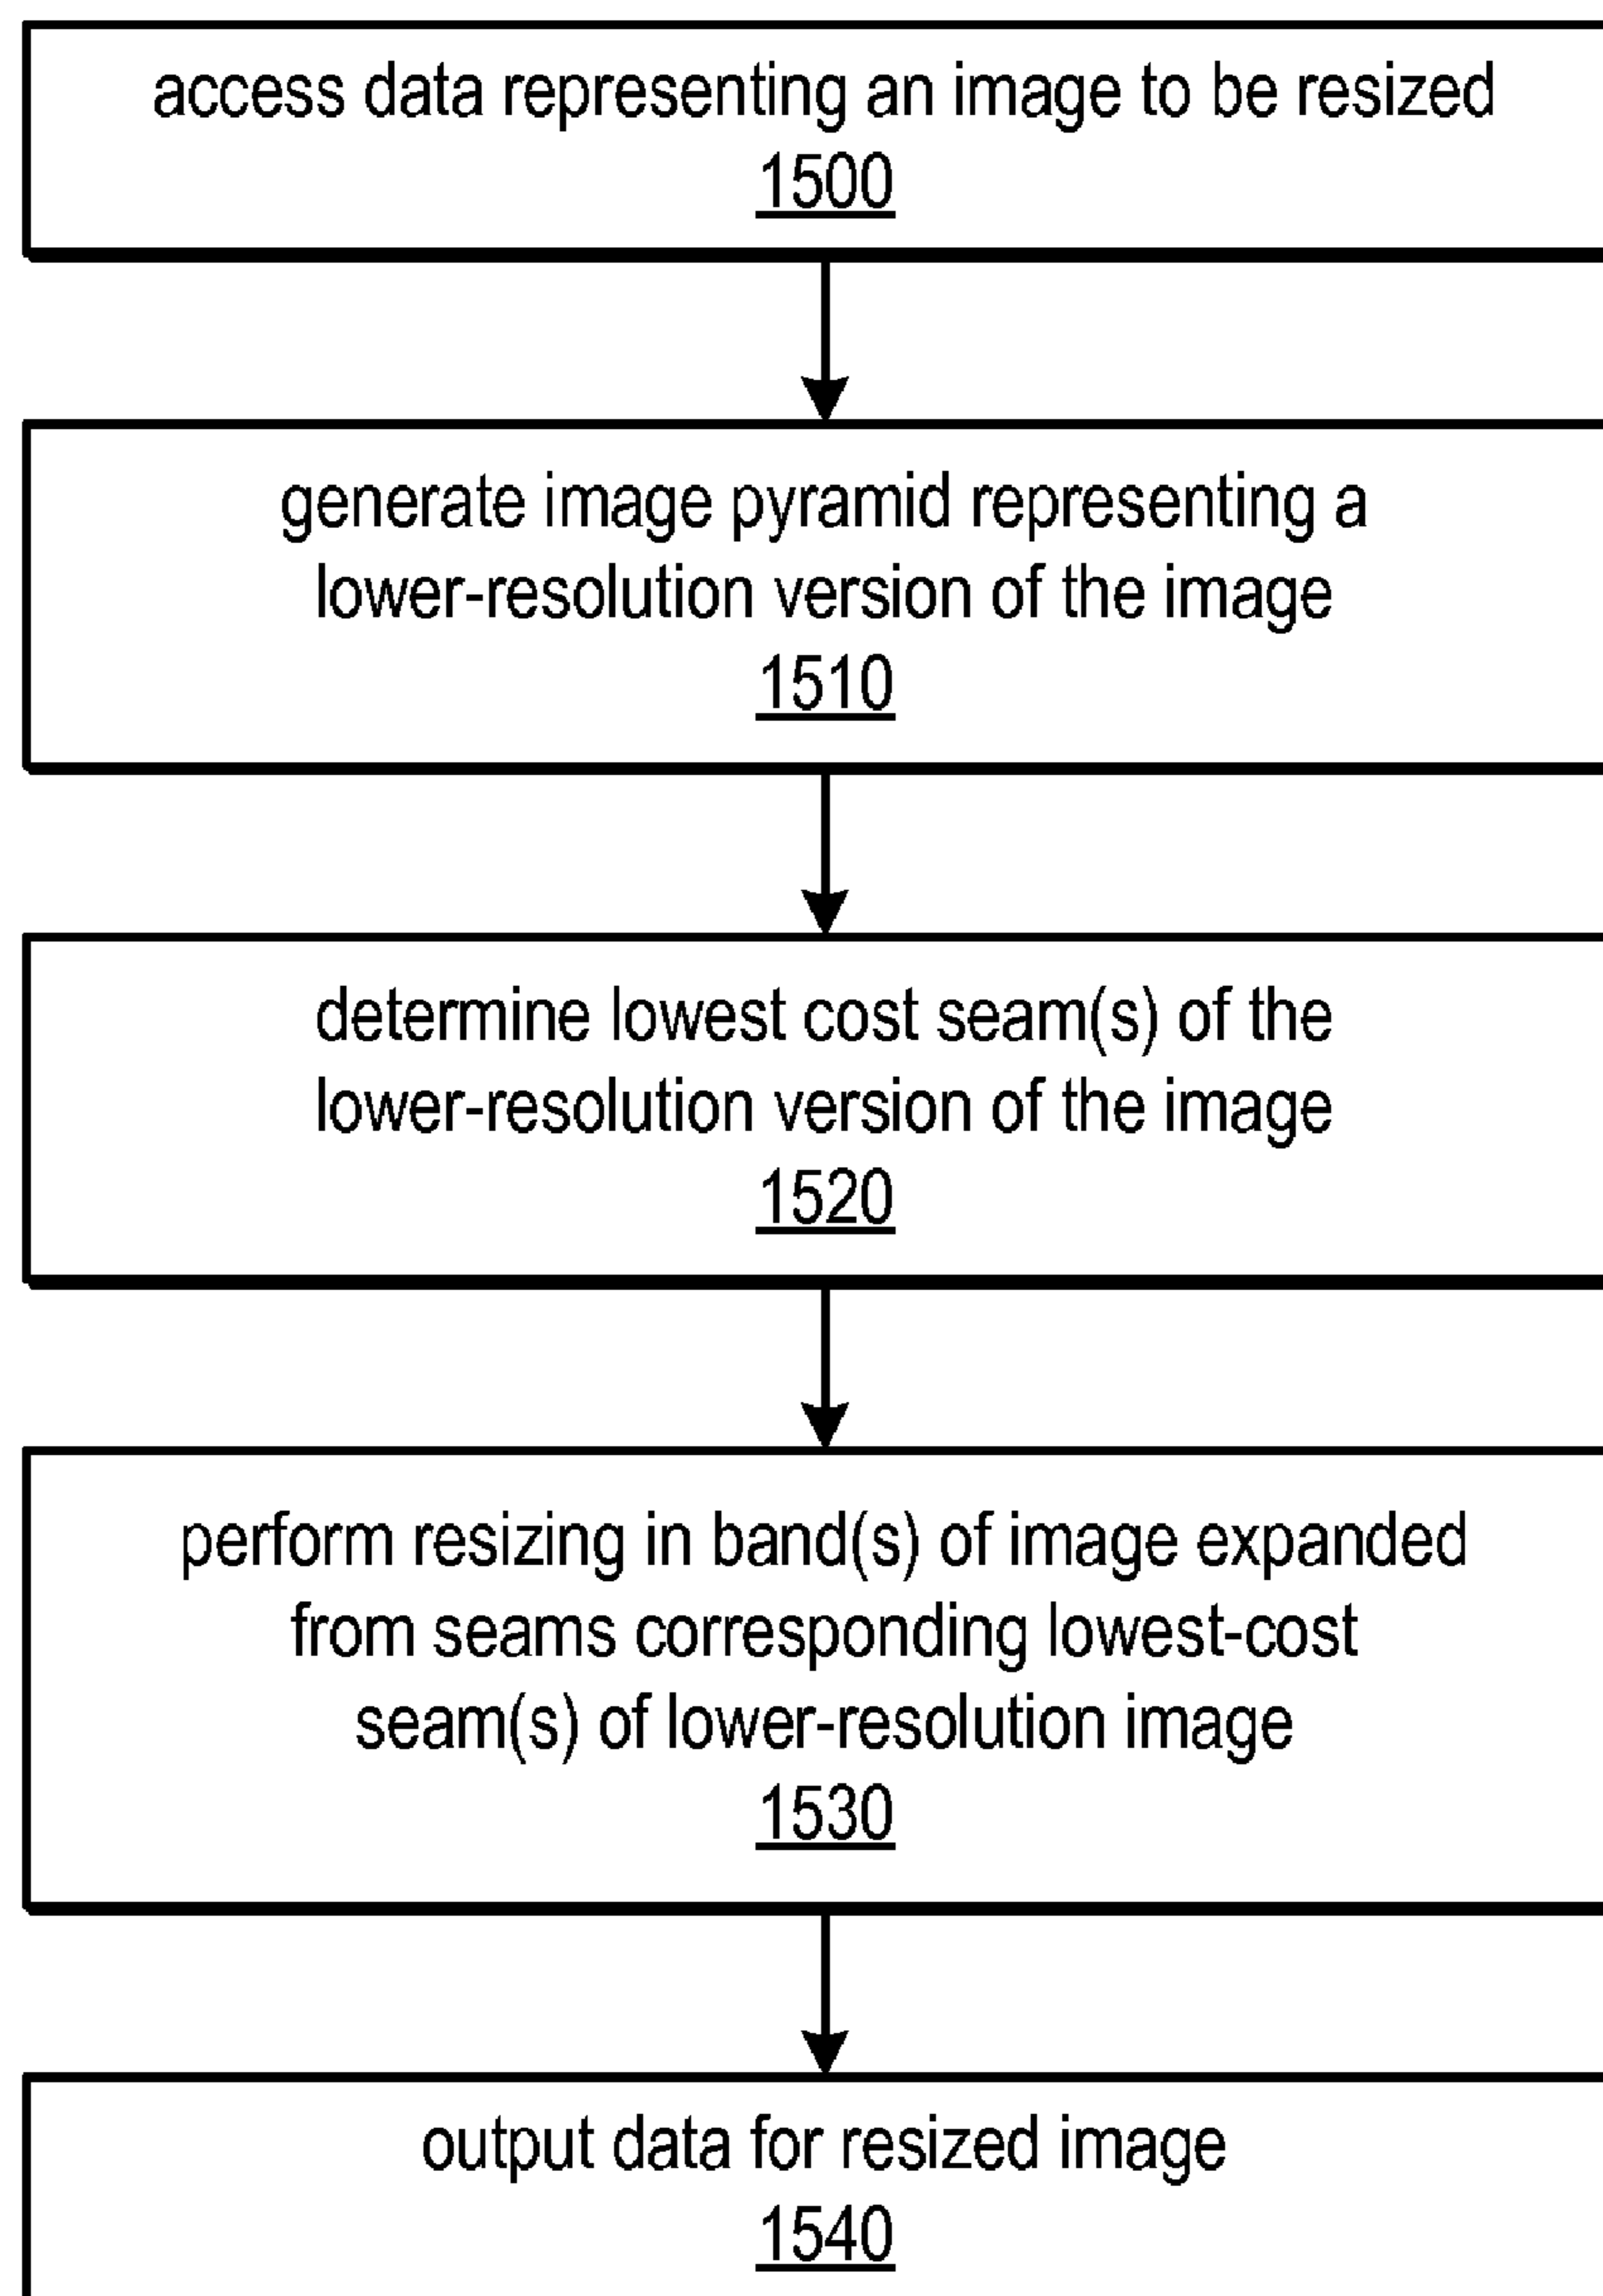 access data representing an image to be resized
1500
generate image pyramid representing a
lower-resolution version of the image
1510
determine lowest cost seam(s) of the
lower-resolution version of the image
1520
perform resizing in band(s) of image expanded
from seams corresponding lowest-cost
seam(s) of lower-resolution image
1530
output data for resized image
1540